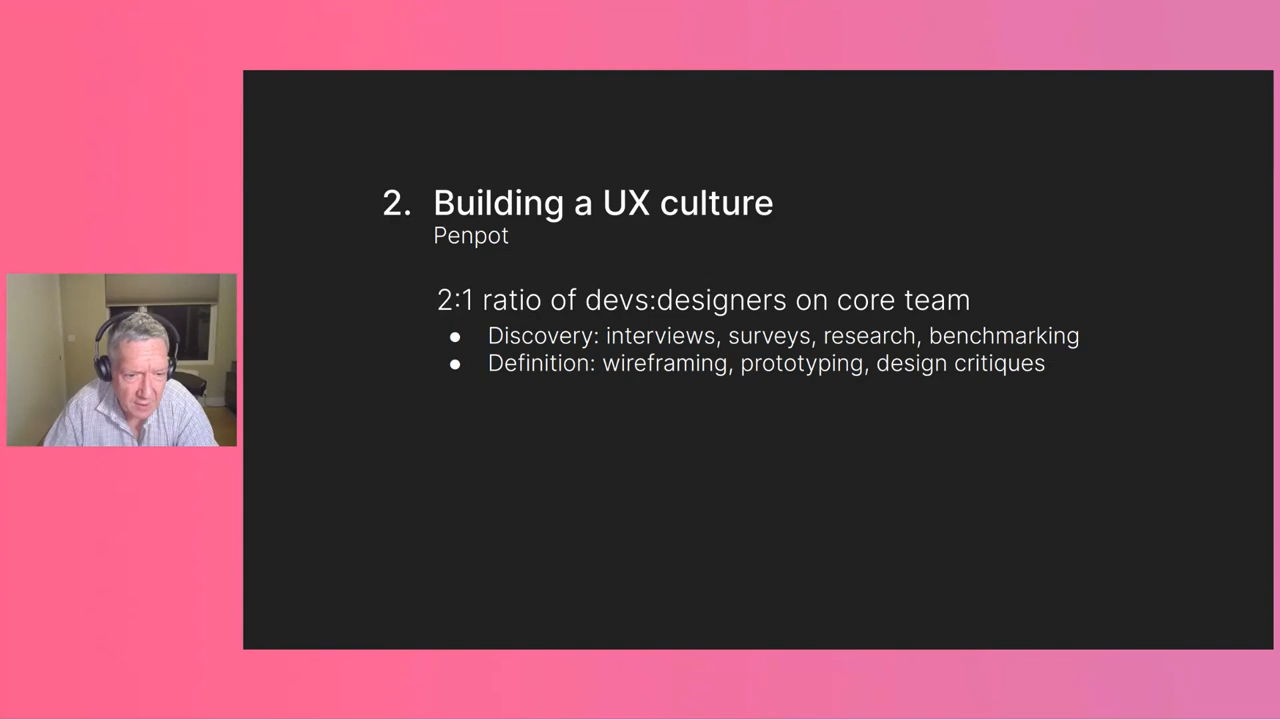 2. Building a UX culture
Penpot
2:1 ratio of devs:designers on core team
● Discovery: interviews, surveys, research, benchmarking
● Definition: wireframing, prototyping, design critiques